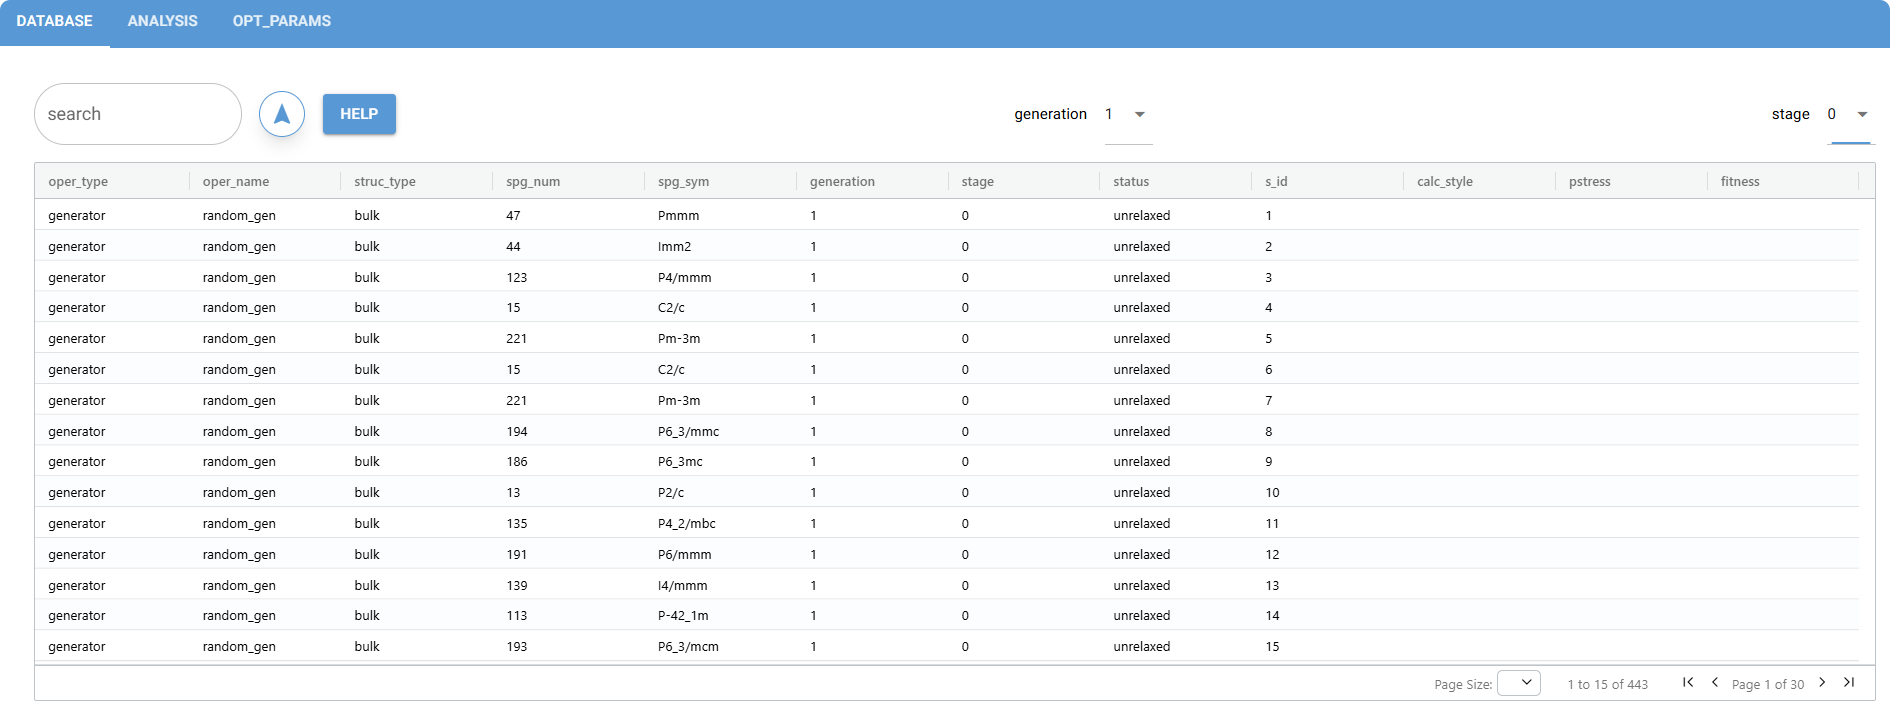 DATABASE ANALYSIS OPT_PARAMS
search HELP generation 1 stage 0
oper_type oper_name struc_type spg_num spg_sym generation stage status s_id calc_style pstress fitness
generator random_gen bulk 47 Pmmm 1 0 unrelaxed 1
generator random_gen bulk 44 Imm2 1 0 unrelaxed 2
generator random_gen bulk 123 P4/mmm 1 0 unrelaxed 3
generator random_gen bulk 15 C2/c 1 0 unrelaxed 4
generator random_gen bulk 221 Pm-3m 1 0 unrelaxed 5
generator random_gen bulk 15 C2/c 1 0 unrelaxed 6
generator random_gen bulk 221 Pm-3m 1 0 unrelaxed 7
generator random_gen bulk 194 P6_3/mmc 1 0 unrelaxed 8
generator random_gen bulk 186 P6_3mc 1 0 unrelaxed 9
generator random_gen bulk 13 P2/c 1 0 unrelaxed 10
generator random_gen bulk 135 P4_2/mbc 1 0 unrelaxed 11
generator random_gen bulk 191 P6/mmm 1 0 unrelaxed 12
generator random_gen bulk 139 I4/mmm 1 0 unrelaxed 13
generator random_gen bulk 113 P-42_1m 1 0 unrelaxed 14
generator random_gen bulk 193 P6_3/mcm 1 0 unrelaxed 15
Page Size: 1 to 15 of 443 Page 1 of 30